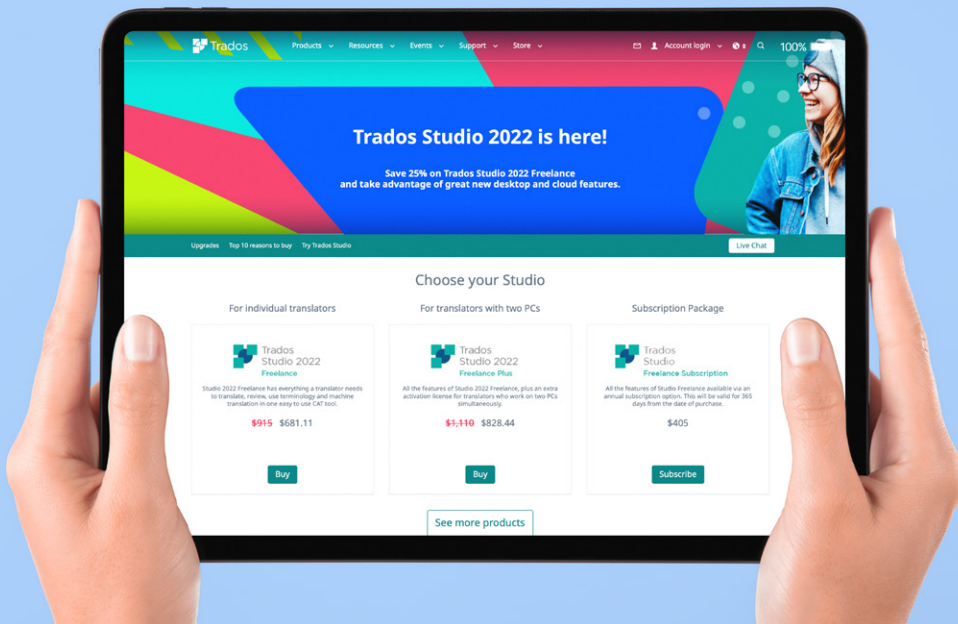 Trados
Products Resources Events Support Store Account login 100%
Trados Studio 2022 is here!
Save 25% on Trados Studio 2022 Freelance
and take advantage of great new desktop and cloud features.
Upgrades Top 10 reasons to buy Try Trados Studio Live Chat
Choose your Studio
For individual translators
Trados
Studio 2022
Freelance
Studio 2022 Freelance has everything a translator needs
to translate, review, use terminology and machine
translation in one easy to use CAT tool.
$915 $681.11
Buy
For translators with two PCs
Trados
Studio 2022
Freelance Plus
All the features of Studio 2022 Freelance, plus an extra
activation license for translators who work on two PCs
simultaneously.
$1,110 $828.44
Buy
Subscription Package
Trados
Studio
Freelance Subscription
All the features of Studio Freelance available via an
annual subscription option. This will be valid for 365
days from the date of purchase.
$405
Subscribe
See more products